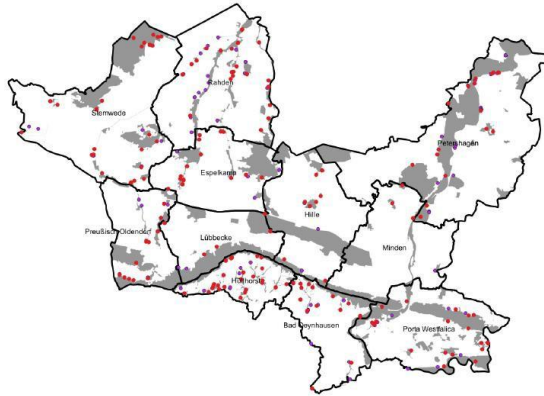 Rahden
Stemwede
Petershagen
Espelkamp
Hille
Preußisch Oldendorf
Lübbecke
Minden
Hüllhorst
Bad Oeynhausen
Porta Westfalica